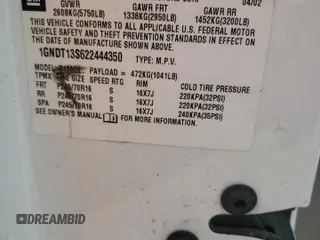 04/02
GVWR GAWR FRT GAWR RR
2608KG(5750LB) 1338KG(2950LB) 1452KG(3200LB)
THIS VEHICLE CONFORMS TO ALL APPLICABLE U.S. FEDERAL MOTOR
VEHICLE SAFETY AND THEFT PREVENTION STANDARDS IN EFFECT ON
THE DATE OF MANUFACTURE SHOWN ABOVE.
1GNDT13S622444350 TYPE: M.P.V.
PAYLOAD = 472KG(1041LB)
TIRE SIZE SPEED RTG RIM COLD TIRE PRESSURE
FRT P245/70R16 S 16X7J 220KPA(32PSI)
RR P245/70R16 S 16X7J 220KPA(32PSI)
SPA P245/70R16 S 16X7J 240KPA(35PSI)
SEE OWNER'S MANUAL FOR MORE INFORMATION
DREAMBID